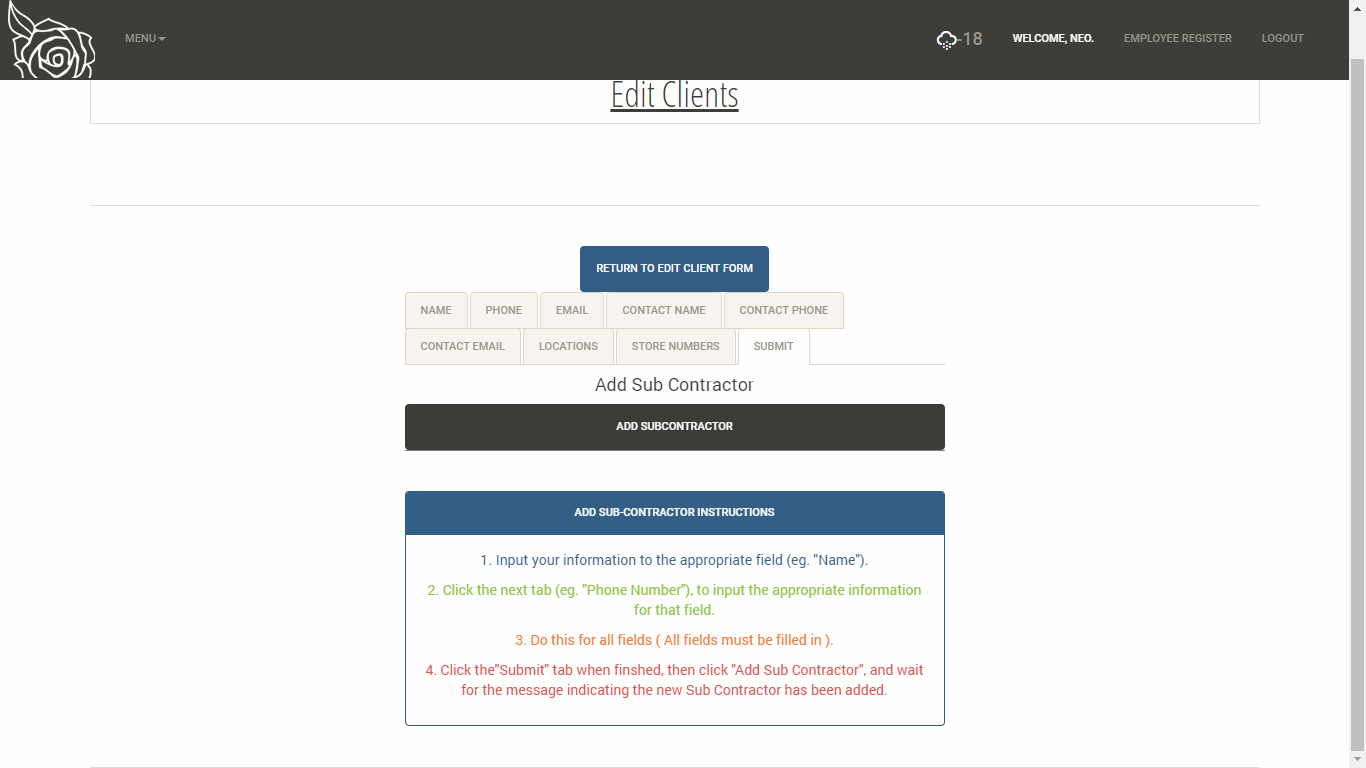 MENU
-18
WELCOME, NEO.
EMPLOYEE REGISTER
LOGOUT
Edit Clients
RETURN TO EDIT CLIENT FORM
NAME
PHONE
EMAIL
CONTACT NAME
CONTACT PHONE
CONTACT EMAIL
LOCATIONS
STORE NUMBERS
SUBMIT
Add Sub Contractor
ADD SUBCONTRACTOR
ADD SUB-CONTRACTOR INSTRUCTIONS
1. Input your information to the appropriate field (eg. "Name").
2. Click the next tab (eg. "Phone Number"), to input the appropriate information
for that field.
3. Do this for all fields ( All fields must be filled in ).
4. Click the"Submit" tab when finshed, then click "Add Sub Contractor", and wait
for the message indicating the new Sub Contractor has been added.